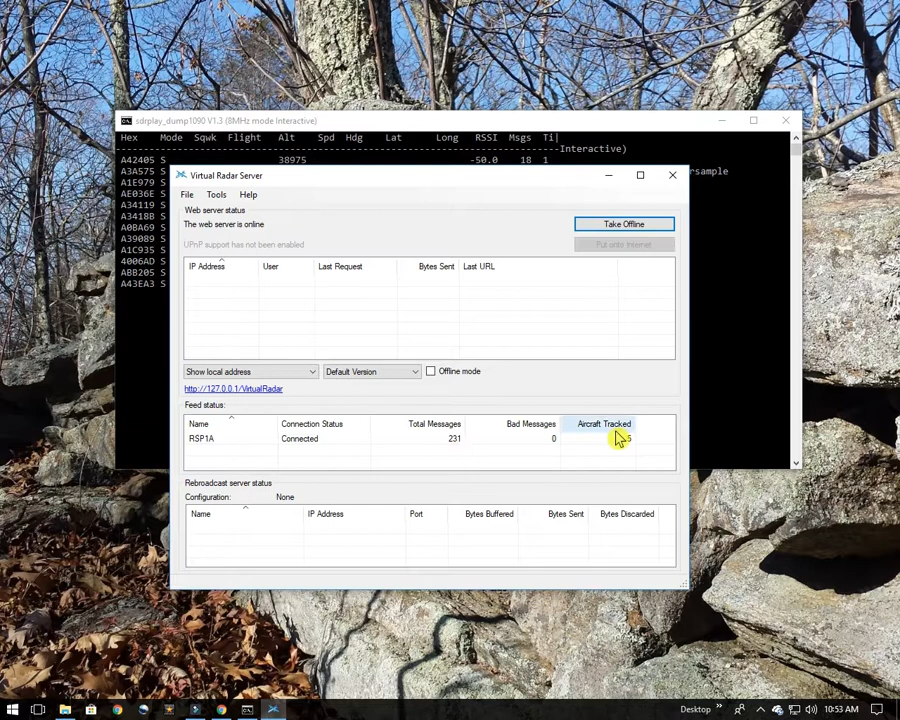 sdrplay_dump1090 V1.3 (8MHz mode Interactive)
Hex Mode Sqwk Flight Alt Spd Hdg Lat Long RSSI Msgs Ti|
Interactive)
A42405 S 38975 -50.0 18 1
A3A575 S
A1E979 S
AE036E S
A34119 S
A3418B S
A0BA69 S
A39089 S
A1C935 S
4006AD S
ABB205 S
A43EA3 S
Virtual Radar Server
File Tools Help
Web server status
The web server is online
Take Offline
UPnP support has not been enabled
Put onto Internet
IP Address User Last Request Bytes Sent Last URL
Show local address Default Version Offline mode
http://127.0.0.1/VirtualRadar
Feed status:
Name Connection Status Total Messages Bad Messages Aircraft Tracked
RSP1A Connected 231 0
Rebroadcast server status
Configuration: None
Name IP Address Port Bytes Buffered Bytes Sent Bytes Discarded
Desktop 10:53 AM